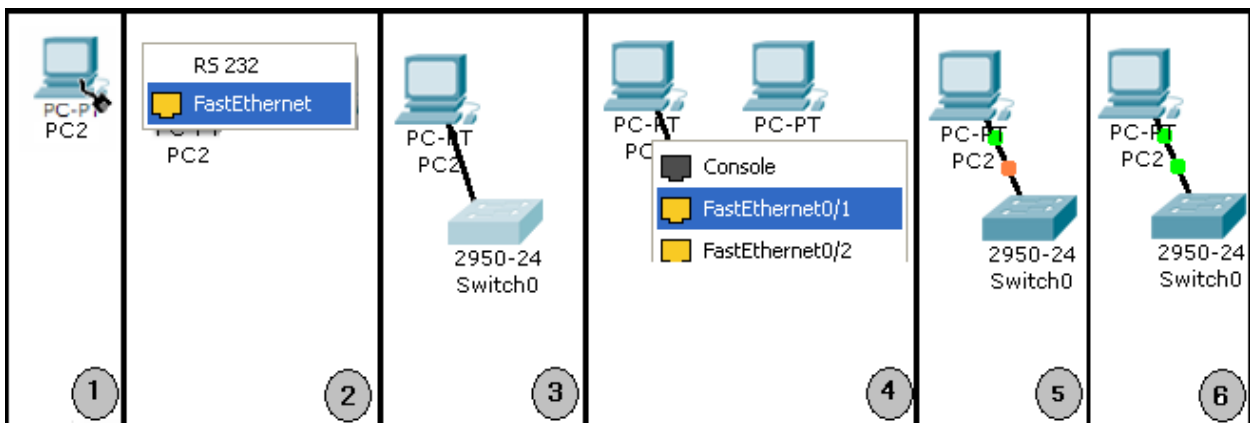 PC-PT
PC2
1
RS 232
FastEthernet
PC2
2
PC-PT
PC2
2950-24
Switch0
3
PC-PT
PC-PT
PC
Console
FastEthernet0/1
FastEthernet0/2
4
PC-PT
PC2
2950-24
Switch0
5
PC-PT
PC2
2950-24
Switch0
6